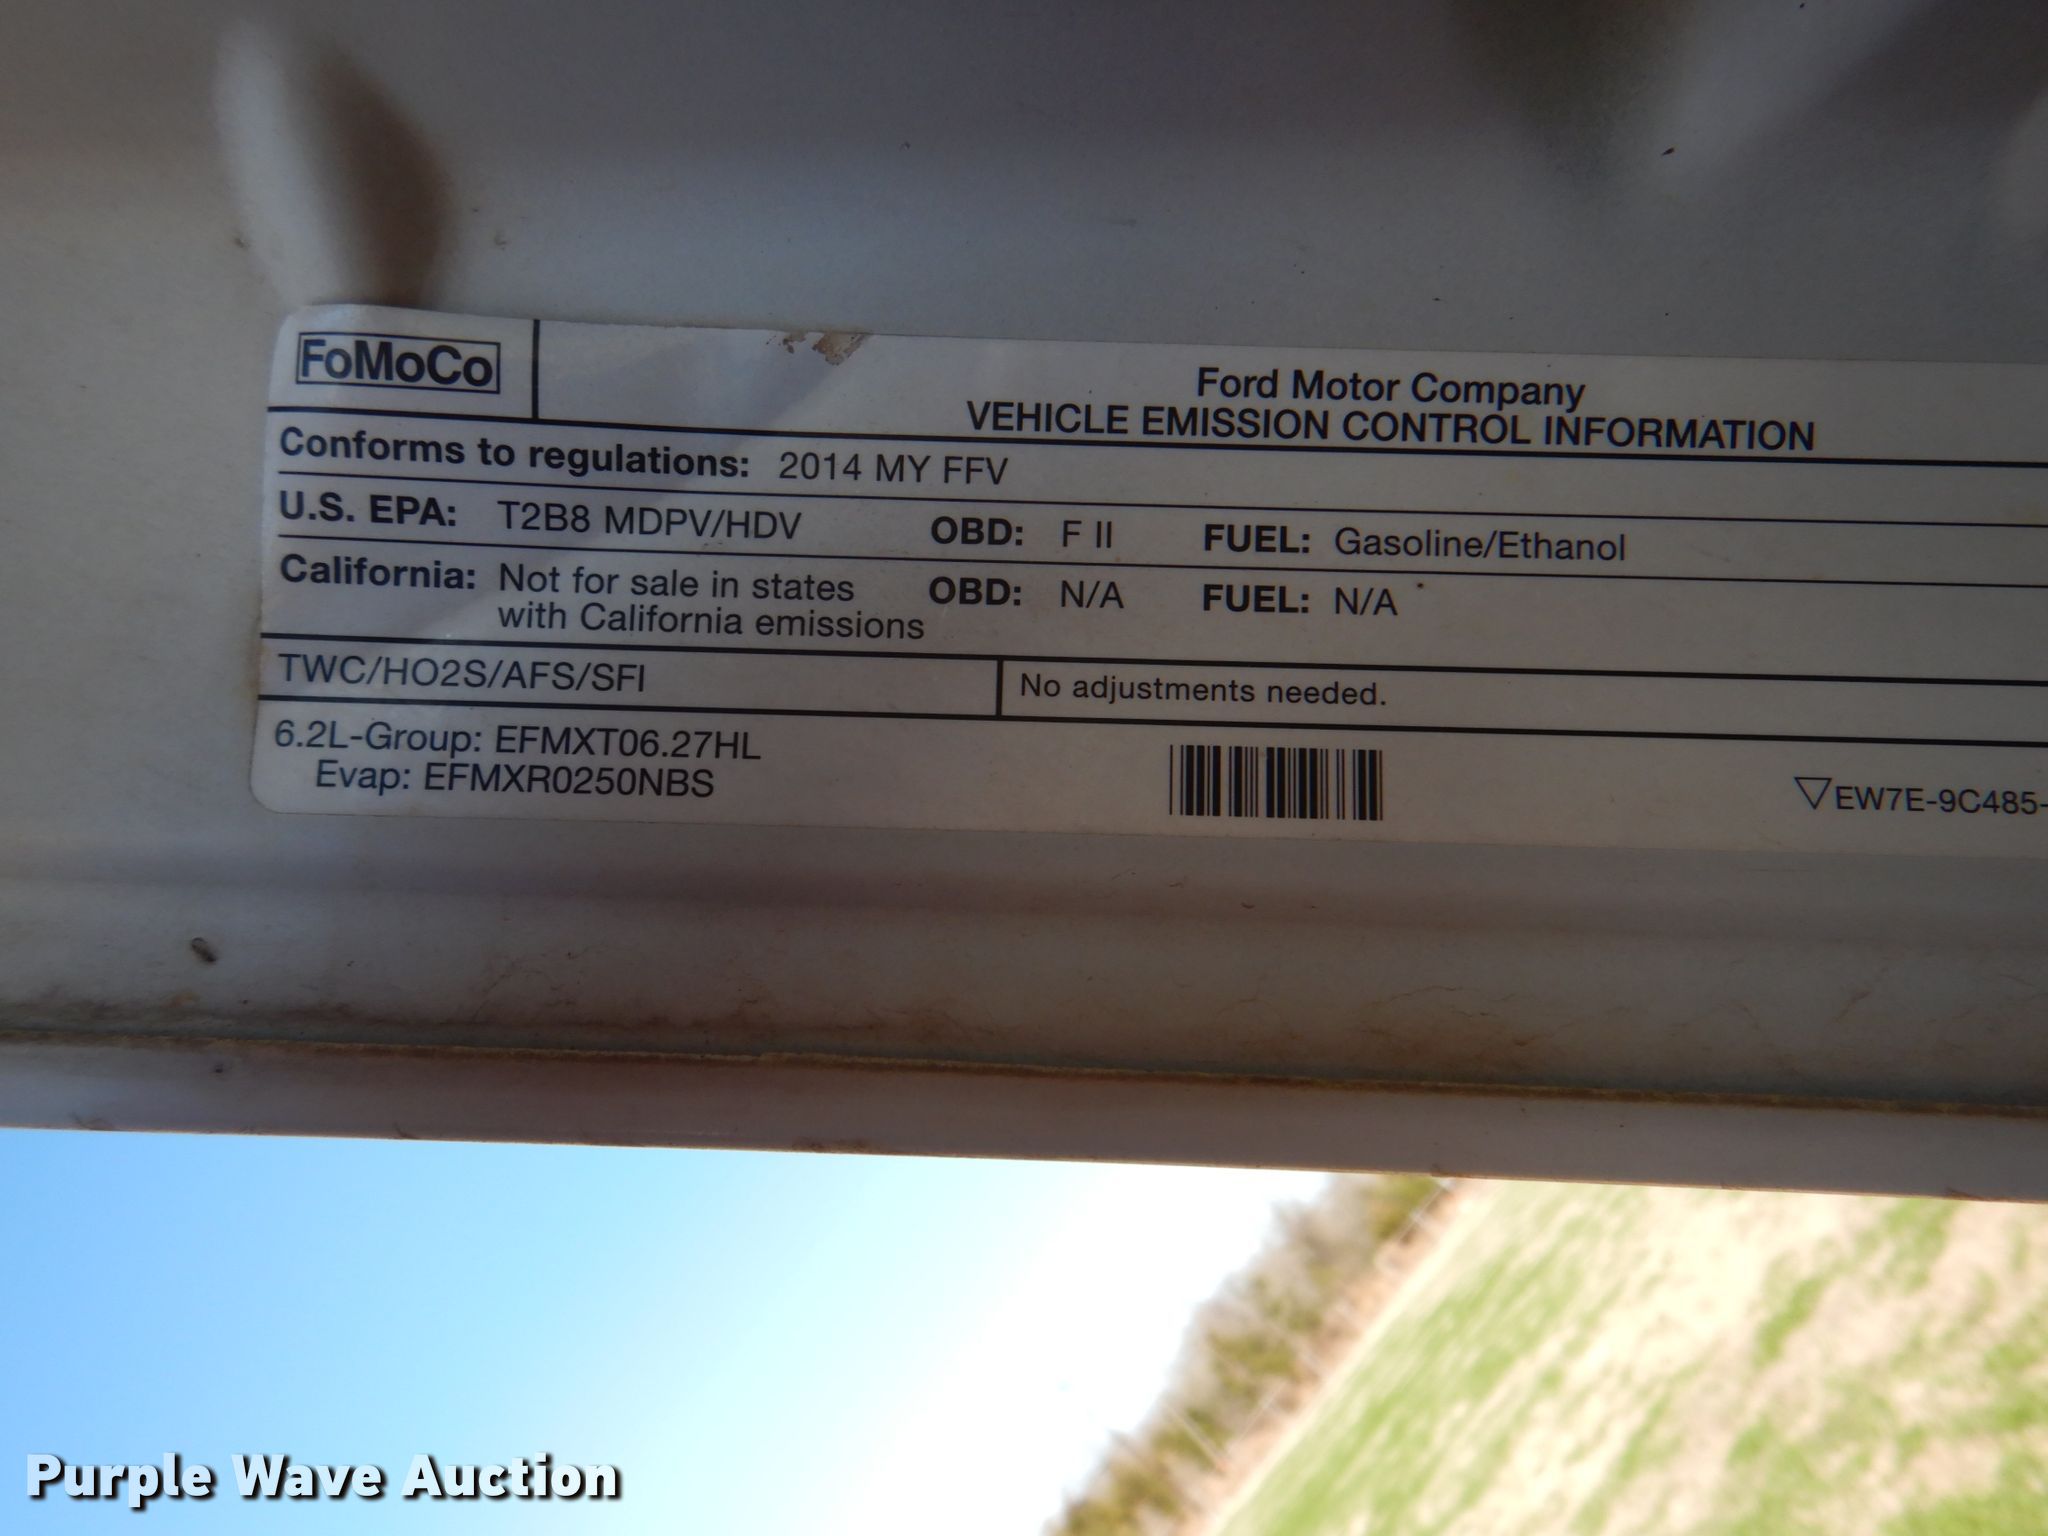 FoMoCo
Ford Motor Company
VEHICLE EMISSION CONTROL INFORMATION
Conforms to regulations: 2014 MY FFV
U.S. EPA: T2B8 MDPV/HDV OBD: F II FUEL: Gasoline/Ethanol
California: Not for sale in states OBD: N/A FUEL: N/A
with California emissions
TWC/HO2S/AFS/SFI No adjustments needed.
6.2L-Group: EFMXT06.27HL
Evap: EFMXR0250NBS
EW7E-9C485-
Purple Wave Auction